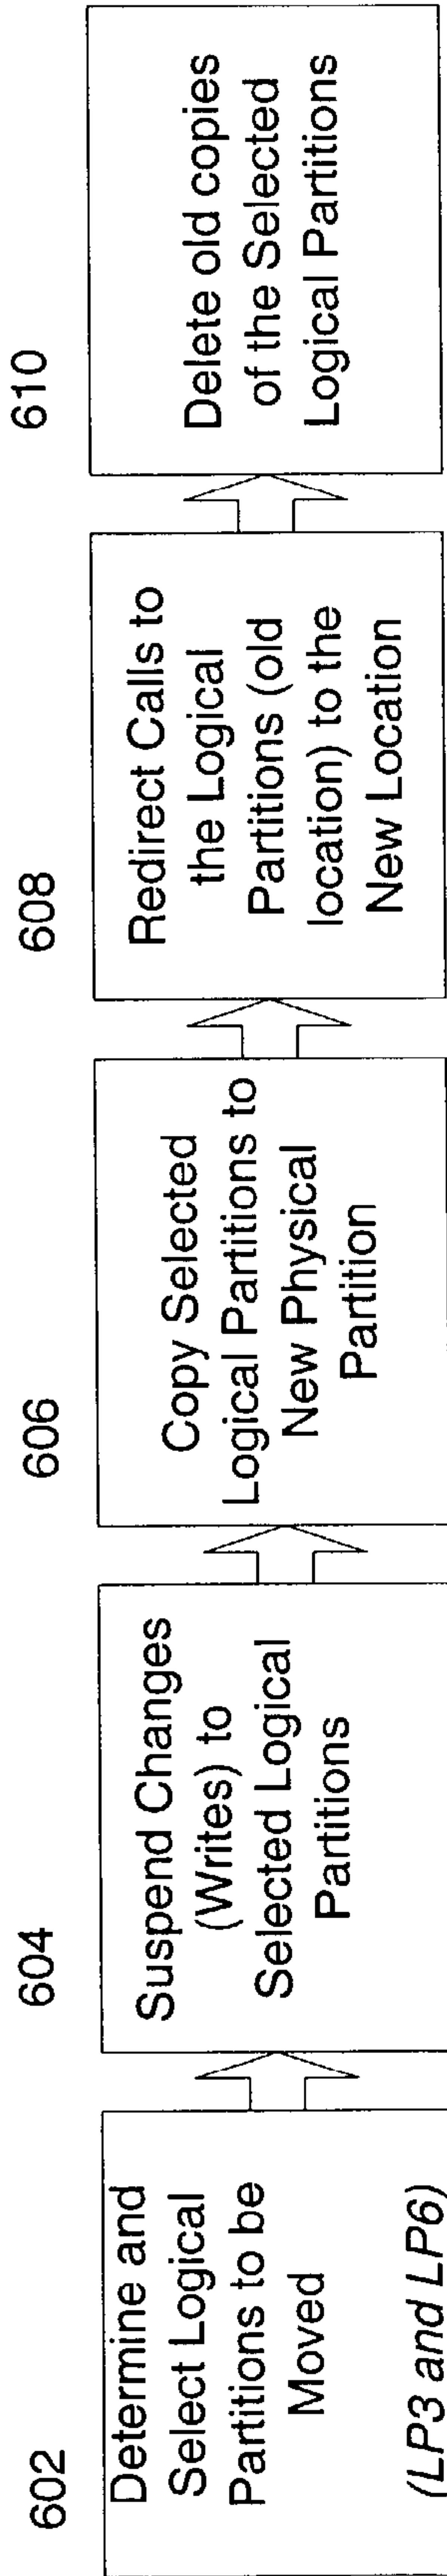 602
Determine and
Select Logical
Partitions to be
Moved
(LP3 and LP6)
604
Suspend Changes
(Writes) to
Selected Logical
Partitions
606
Copy Selected
Logical Partitions to
New Physical
Partition
608
Redirect Calls to
the Logical
Partitions (old
location) to the
New Location
610
Delete old copies
of the Selected
Logical Partitions